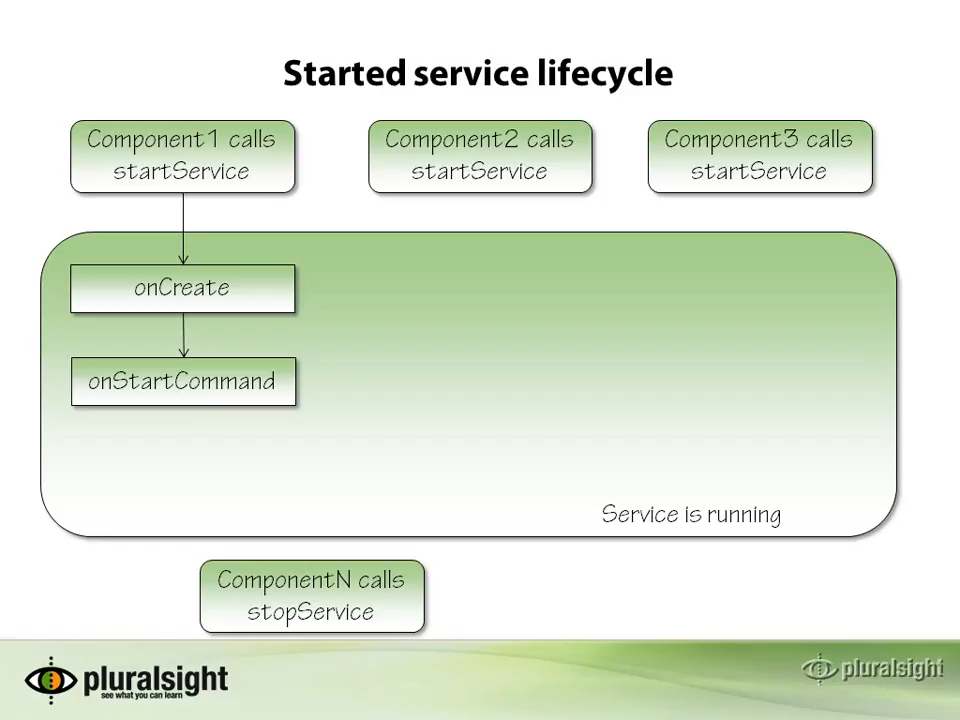 Started service lifecycle
Component1 calls
startService
Component2 calls
startService
Component3 calls
startService
onCreate
onStartCommand
Service is running
ComponentN calls
stopService
pluralsight
see what you can learn
pluralsight